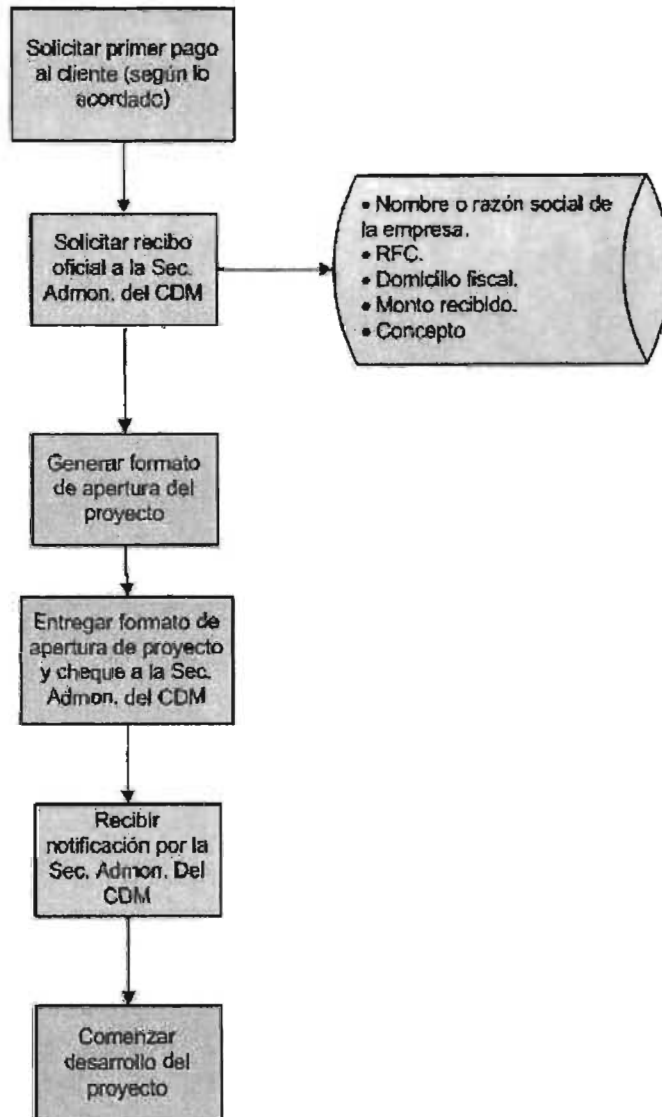 Solicitar primer pago
al cliente (según lo
acordado)
Solicitar recibo
oficial a la Sec.
Admon. del CDM
• Nombre o razón social de
la empresa.
• RFC.
• Domicilio fiscal.
• Monto recibido.
• Concepto
Generar formato
de apertura del
proyecto
Entregar formato de
apertura de proyecto
y cheque a la Sec.
Admon. del CDM
Recibir
notificación por la
Sec. Admon. Del
CDM
Comenzar
desarrollo del
proyecto